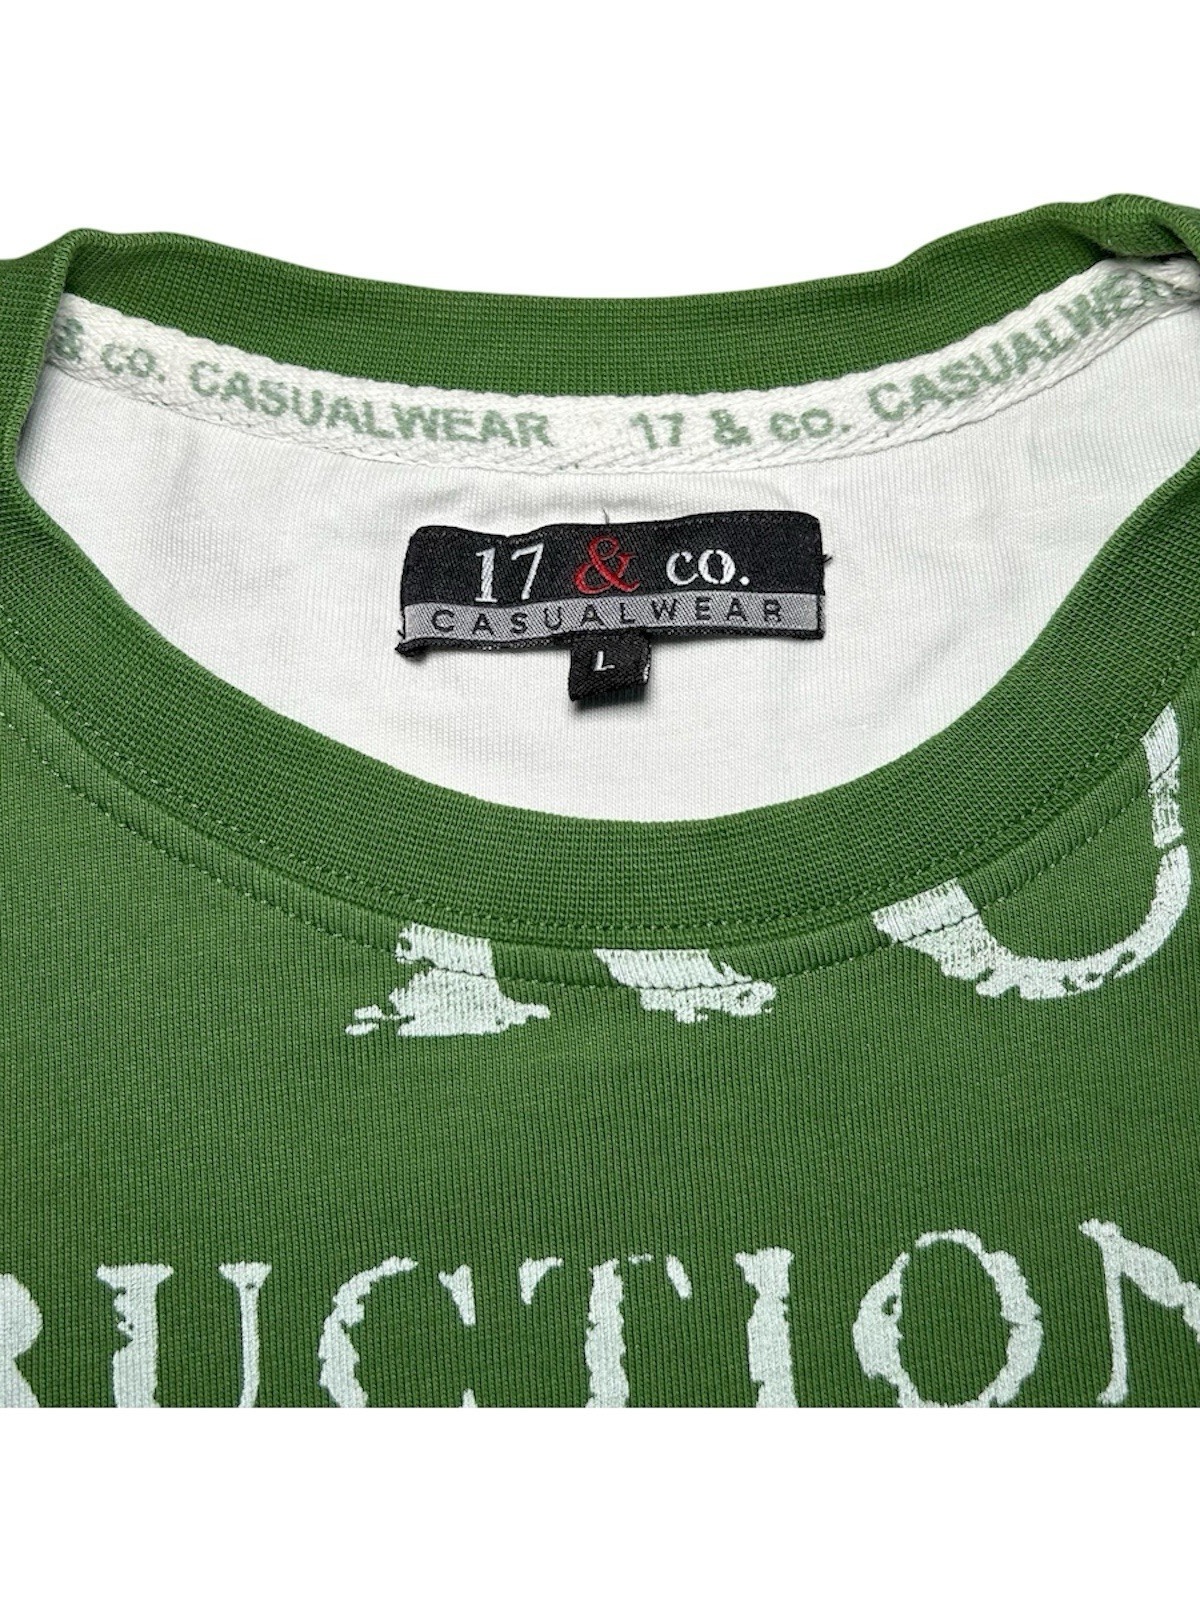 & co. CASUALWEAR 17 & co. CASUALWEAR
17 & co.
CASUALWEAR
L
RUCTION